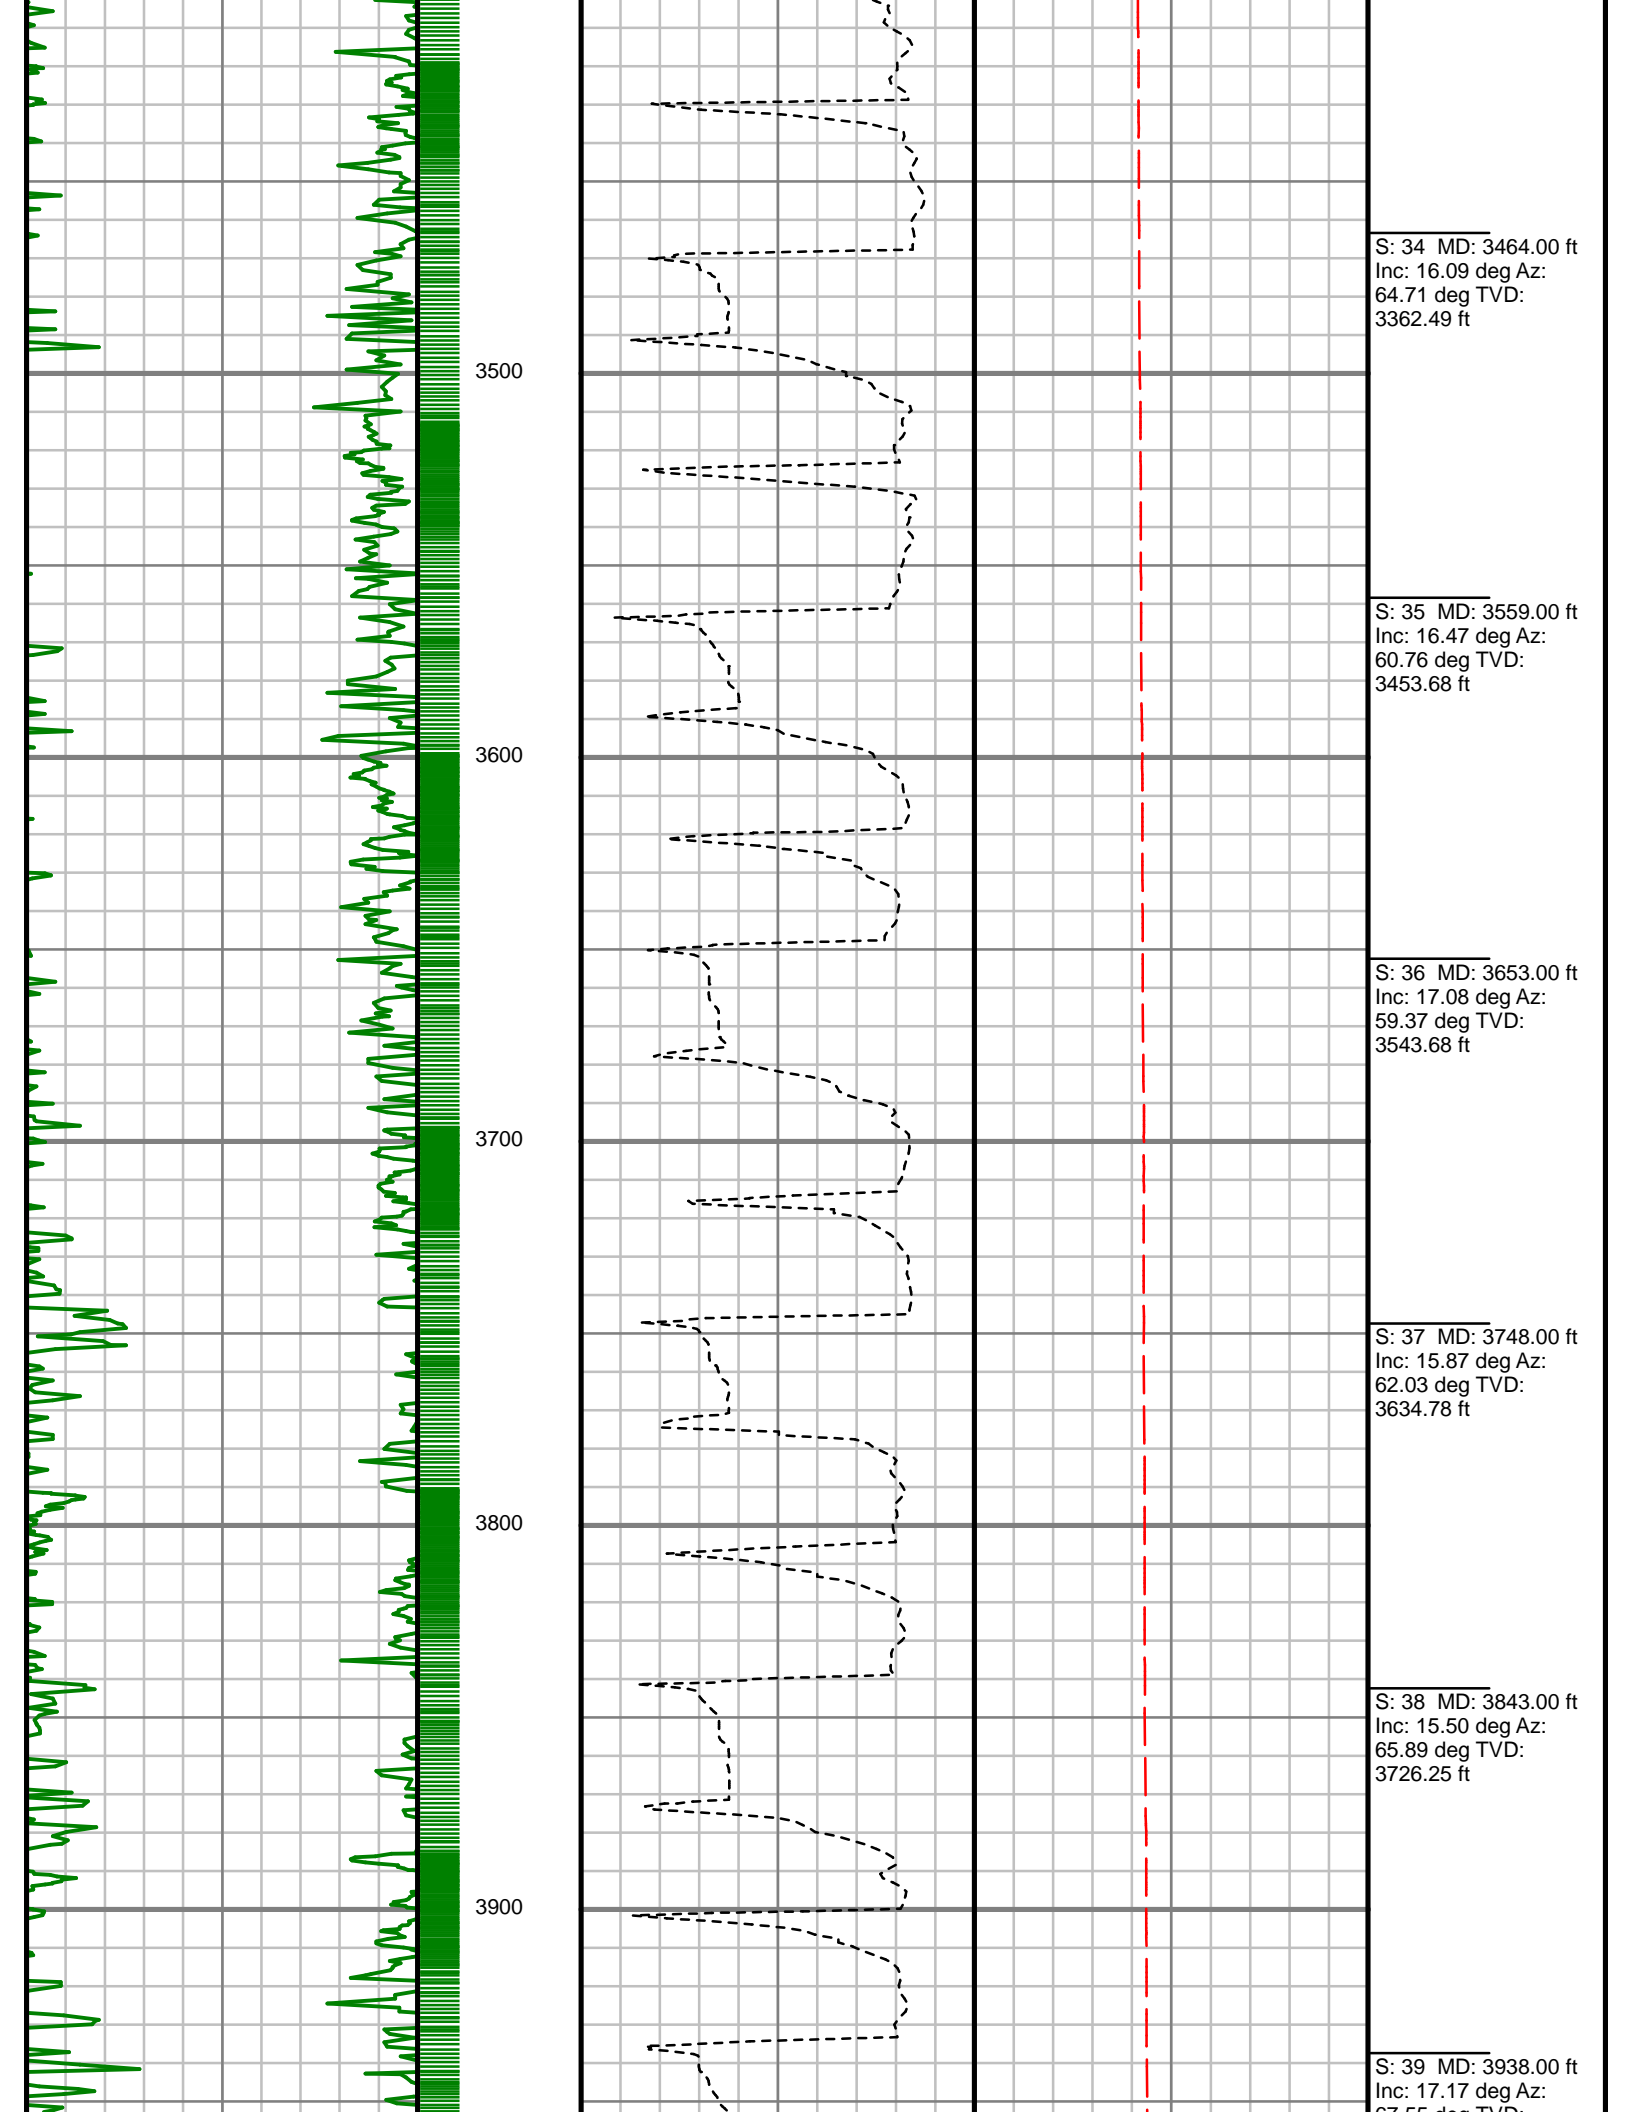 S: 34 MD: 3464.00 ft
Inc: 16.09 deg Az:
64.71 deg TVD:
3362.49 ft
3500
S: 35 MD: 3559.00 ft
Inc: 16.47 deg Az:
60.76 deg TVD:
3453.68 ft
3600
S: 36 MD: 3653.00 ft
Inc: 17.08 deg Az:
59.37 deg TVD:
3543.68 ft
3700
S: 37 MD: 3748.00 ft
Inc: 15.87 deg Az:
62.03 deg TVD:
3634.78 ft
3800
S: 38 MD: 3843.00 ft
Inc: 15.50 deg Az:
65.89 deg TVD:
3726.25 ft
3900
S: 39 MD: 3938.00 ft
Inc: 17.17 deg Az:
67.55 deg TVD: